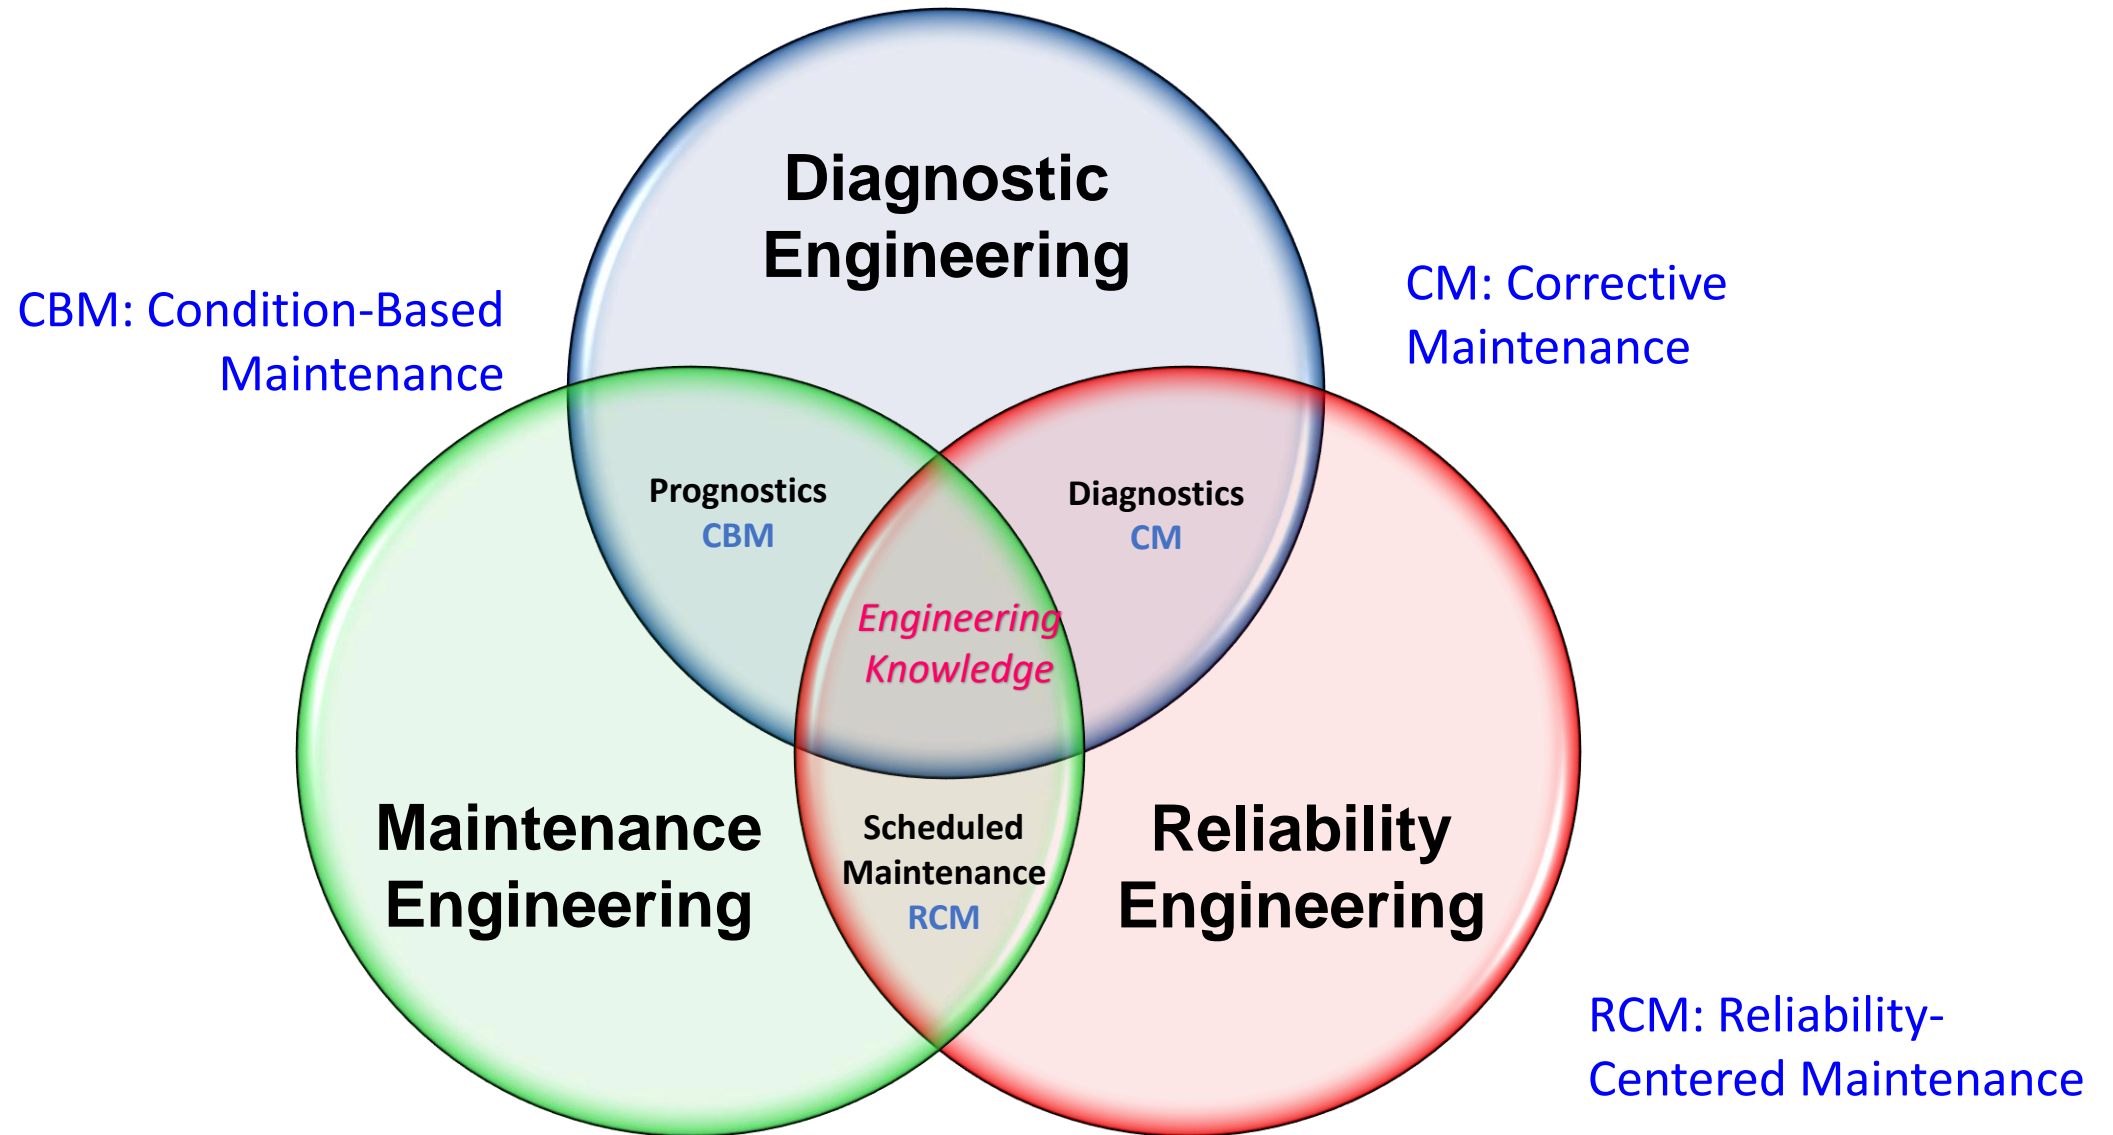 Diagnostic
Engineering
CBM: Condition-Based
Maintenance
CM: Corrective
Maintenance
Prognostics
CBM
Diagnostics
CM
Engineering
Knowledge
Maintenance
Engineering
Scheduled
Maintenance
RCM
Reliability
Engineering
RCM: Reliability-
Centered Maintenance